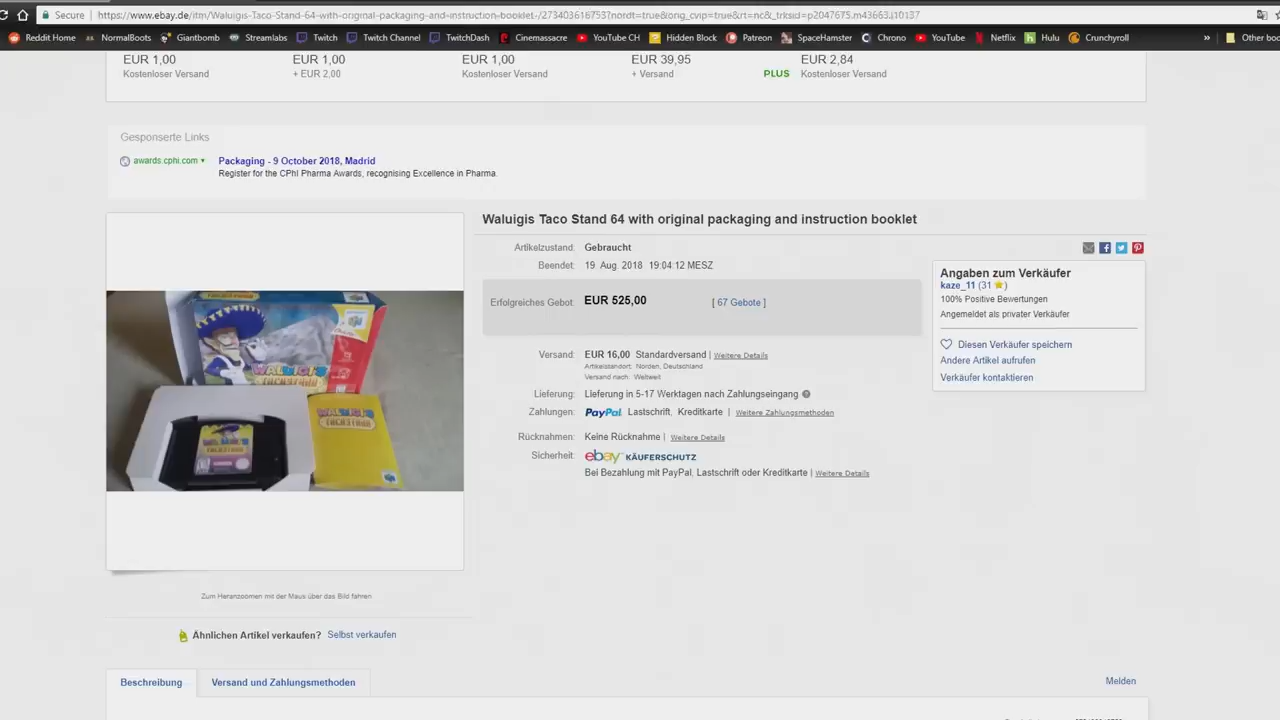 Secure | https://www.ebay.de/itm/Waluigis-Taco-Stand-64-with-original-packaging-and-instruction-booklet-/273403616753?nordt=true&orig_cvip=true&rt=nc&_trksid=p2047675.m43663.l10137
Reddit Home NormalBoots Giantbomb Streamlabs Twitch Twitch Channel TwitchDash Cinemassacre YouTube CH Hidden Block Patreon SpaceHamster Chrono YouTube Netflix Hulu Crunchyroll » Other boo
EUR 1,00 EUR 1,00 EUR 1,00 EUR 39,95 EUR 2,84
Kostenloser Versand + EUR 2,00 Kostenloser Versand + Versand PLUS Kostenloser Versand
Gesponserte Links
awards.cphi.com Packaging - 9 October 2018, Madrid
Register for the CPhI Pharma Awards, recognising Excellence in Pharma.
Waluigis Taco Stand 64 with original packaging and instruction booklet
Artikelzustand: Gebraucht
Beendet: 19 Aug. 2018 19:04:12 MESZ
Erfolgreiches Gebot: EUR 525,00 [ 67 Gebote ]
Versand: EUR 16,00 Standardversand | Weitere Details
Artikelstandort: Norden, Deutschland
Versand nach: Weltweit
Lieferung: Lieferung in 5-17 Werktagen nach Zahlungseingang
Zahlungen: PayPal, Lastschrift, Kreditkarte | Weitere Zahlungsmethoden
Rücknahmen: Keine Rücknahme | Weitere Details
Sicherheit: ebay KÄUFERSCHUTZ
Bei Bezahlung mit PayPal, Lastschrift oder Kreditkarte | Weitere Details
Angaben zum Verkäufer
kaze_11 (31 )
100% Positive Bewertungen
Angemeldet als privater Verkäufer
Diesen Verkäufer speichern
Andere Artikel aufrufen
Verkäufer kontaktieren
WALUIGI'S
TACO STAND
Zum Heranzoomen mit der Maus über das Bild fahren
Ähnlichen Artikel verkaufen? Selbst verkaufen
Beschreibung Versand und Zahlungsmethoden Melden